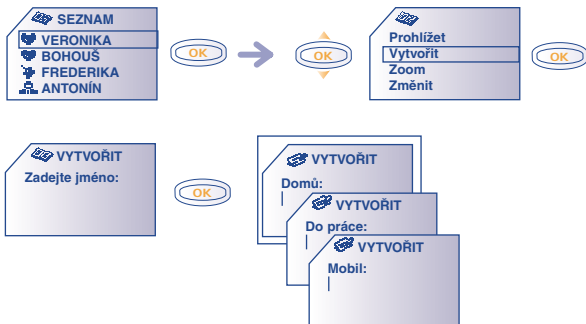 SEZNAM
VERONIKA
BOHOUŠ
FREDERIKA
ANTONÍN
OK
OK
Prohlížet
Vytvořit
Zoom
Změnit
OK
VYTVOŘIT
Zadejte jméno:
OK
VYTVOŘIT
Domů:
VYTVOŘIT
Do práce:
VYTVOŘIT
Mobil: